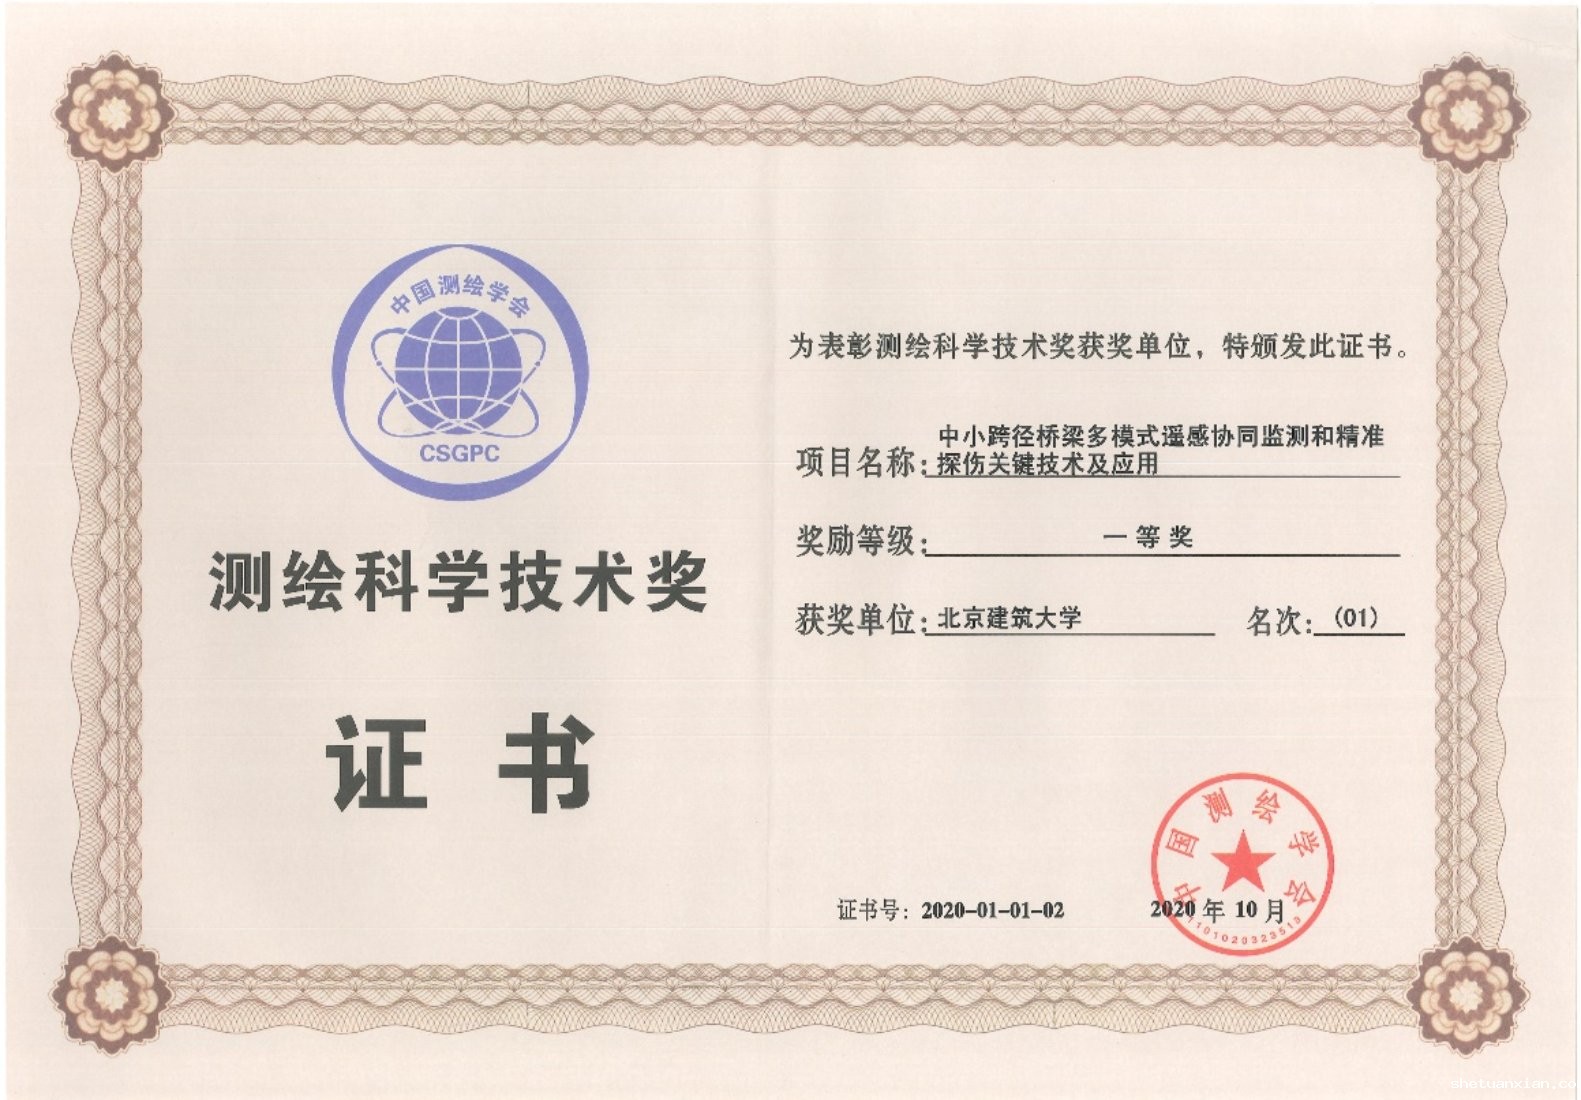 中国测绘学会
CSGPC
测绘科学技术奖
证书
为表彰测绘科学技术奖获奖单位，特颁发此证书。
项目名称：中小跨径桥梁多模式遥感协同监测和精准
探伤关键技术及应用
奖励等级：一等奖
获奖单位：北京建筑大学 名次：(01)
证书号：2020-01-01-02
2020年10月
中国测绘学会
1101020323513
shetuanxian.co